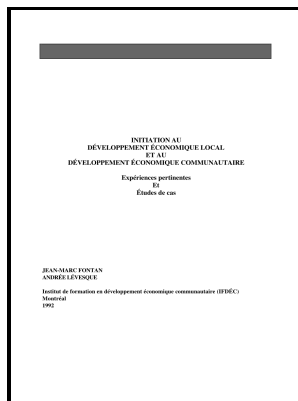 INITIATION AU
DÉVELOPPEMENT ÉCONOMIQUE LOCAL
ET AU
DÉVELOPPEMENT ÉCONOMIQUE COMMUNAUTAIRE
Expériences pertinentes
Et
Études de cas
JEAN-MARC FONTAN
ANDRÉE LÉVESQUE
Institut de formation en développement économique communautaire (IFDÉC)
Montréal
1992